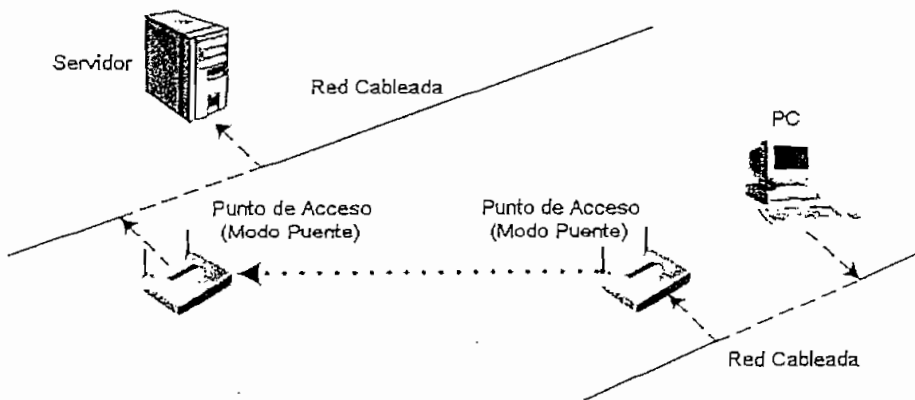 Servidor
Red Cableada
PC
Punto de Acceso
(Modo Puente)
Punto de Acceso
(Modo Puente)
Red Cableada